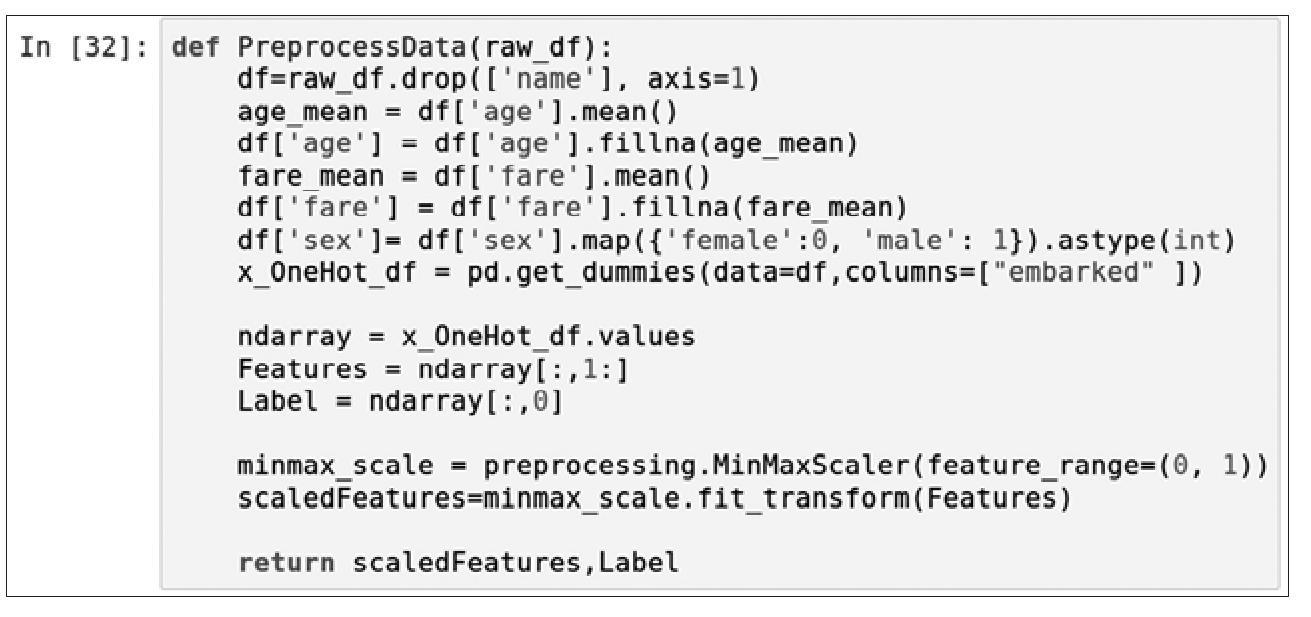 In [32]: def PreprocessData(raw_df):
    df=raw_df.drop(['name'], axis=1)
    age_mean = df['age'].mean()
    df['age'] = df['age'].fillna(age_mean)
    fare_mean = df['fare'].mean()
    df['fare'] = df['fare'].fillna(fare_mean)
    df['sex']= df['sex'].map({'female':0, 'male': 1}).astype(int)
    x_OneHot_df = pd.get_dummies(data=df,columns=["embarked" ])

    ndarray = x_OneHot_df.values
    Features = ndarray[:,1:]
    Label = ndarray[:,0]

    minmax_scale = preprocessing.MinMaxScaler(feature_range=(0, 1))
    scaledFeatures=minmax_scale.fit_transform(Features)

    return scaledFeatures,Label